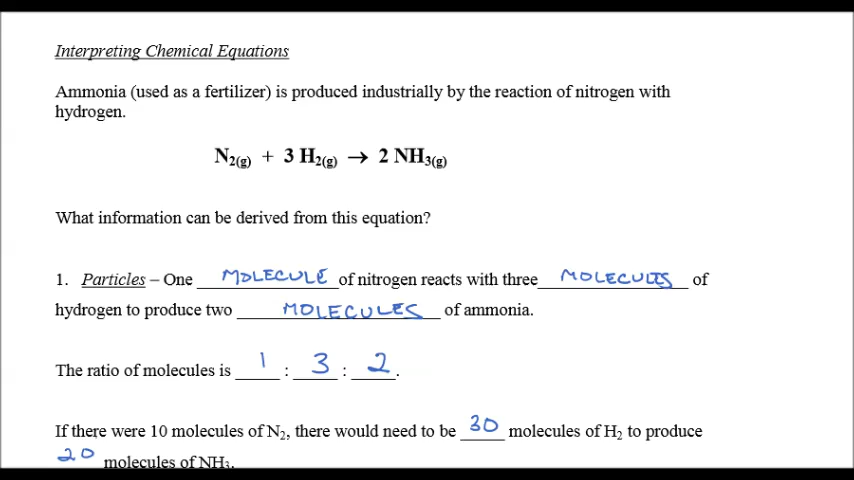 Interpreting Chemical Equations
Ammonia (used as a fertilizer) is produced industrially by the reaction of nitrogen with
hydrogen.
N₂(g) + 3 H₂(g) → 2 NH₃(g)
What information can be derived from this equation?
1. Particles – One MOLECULE of nitrogen reacts with three MOLECULES of
hydrogen to produce two MOLECULES of ammonia.
The ratio of molecules is 1 : 3 : 2.
If there were 10 molecules of N₂, there would need to be 30 molecules of H₂ to produce
20 molecules of NH₃.